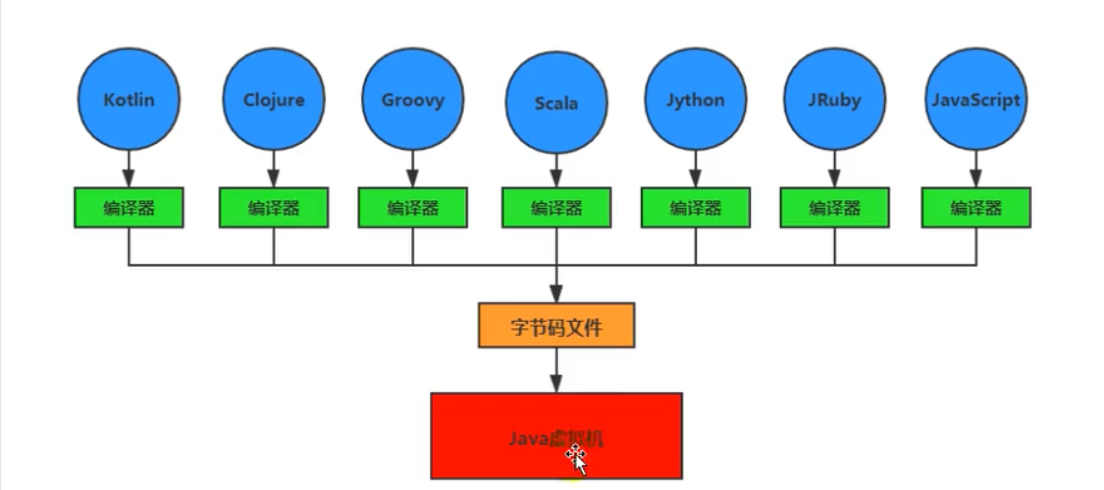 Kotlin
Clojure
Groovy
Scala
Jython
JRuby
JavaScript
编译器
编译器
编译器
编译器
编译器
编译器
编译器
字节码文件
Java虚拟机